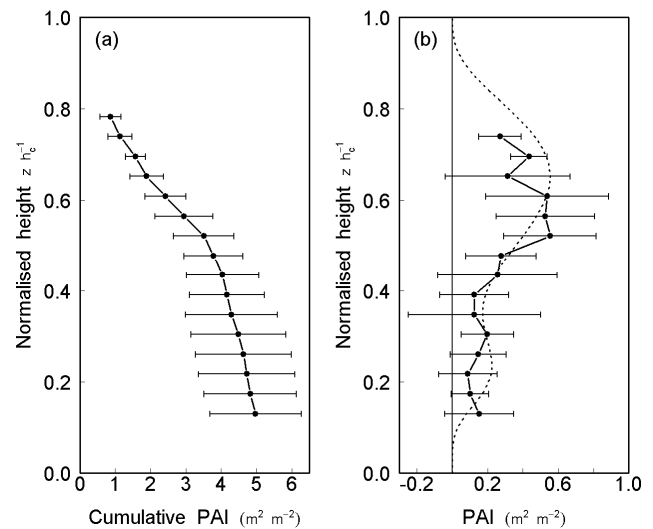 (a)
(b)
1.0
0.8
0.6
0.4
0.2
0.0
Normalised height z h_c^-1
0 1 2 3 4 5 6
Cumulative PAI (m² m⁻²)
1.0
0.8
0.6
0.4
0.2
0.0
Normalised height z h_c^-1
-0.2 0.2 0.6 1.0
PAI (m² m⁻²)